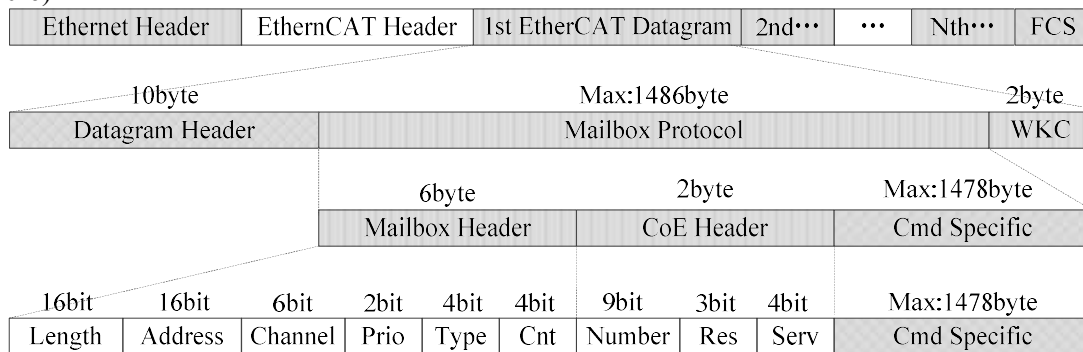 Ethernet Header EthernCAT Header 1st EtherCAT Datagram 2nd··· ··· Nth··· FCS
10byte Max:1486byte 2byte
Datagram Header Mailbox Protocol WKC
6byte 2byte Max:1478byte
Mailbox Header CoE Header Cmd Specific
16bit 16bit 6bit 2bit 4bit 4bit 9bit 3bit 4bit Max:1478byte
Length Address Channel Prio Type Cnt Number Res Serv Cmd Specific